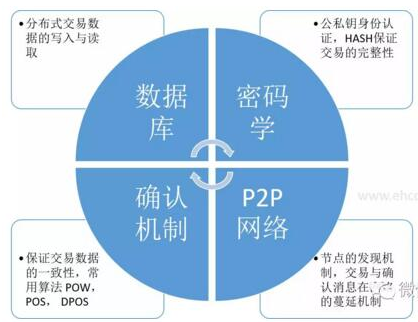 •分布式交易数
据的写入与读
取
•公私钥身份认
证，HASH保证
交易的完整性
数据
库
密码
学
确认
机制
P2P
网络
www.ehco
•保证交易数据
的一致性，常
用算法 POW，
POS， DPOS
•节点的发现机
制，交易与确
认消息在
的蔓延机制
微